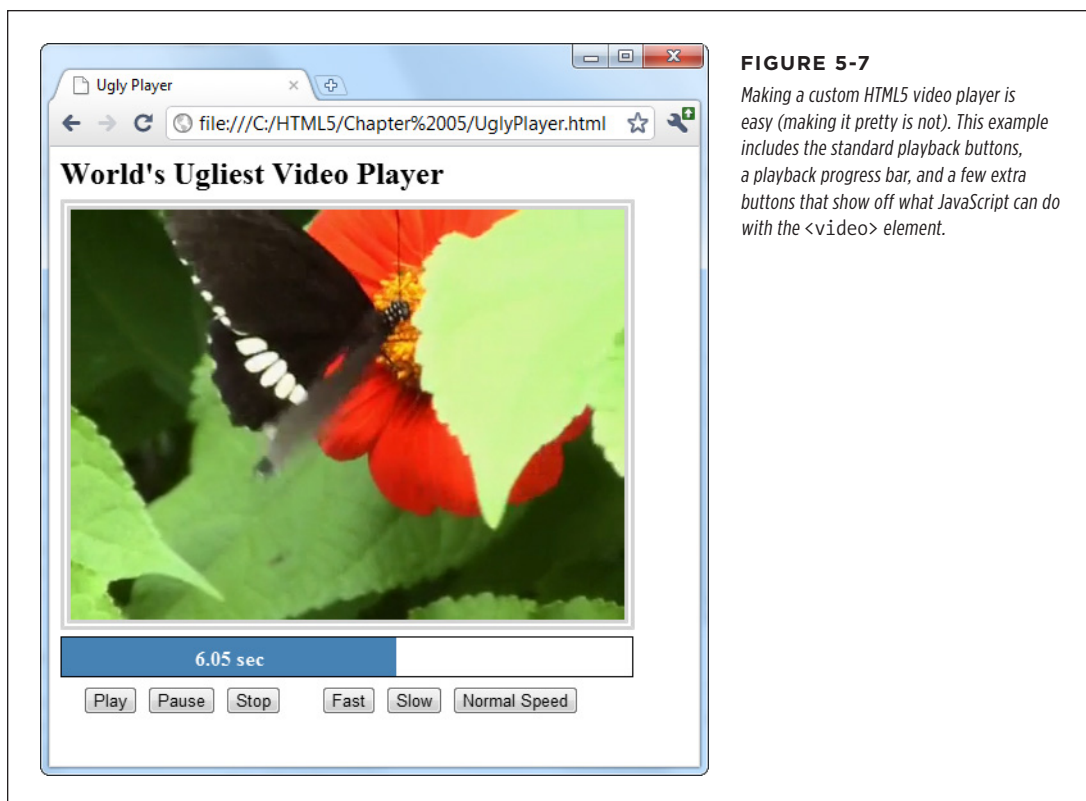 Ugly Player
file:///C:/HTML5/Chapter%2005/UglyPlayer.html
World's Ugliest Video Player
6.05 sec
Play Pause Stop Fast Slow Normal Speed
FIGURE 5-7
Making a custom HTML5 video player is
easy (making it pretty is not). This example
includes the standard playback buttons,
a playback progress bar, and a few extra
buttons that show off what JavaScript can do
with the <video> element.